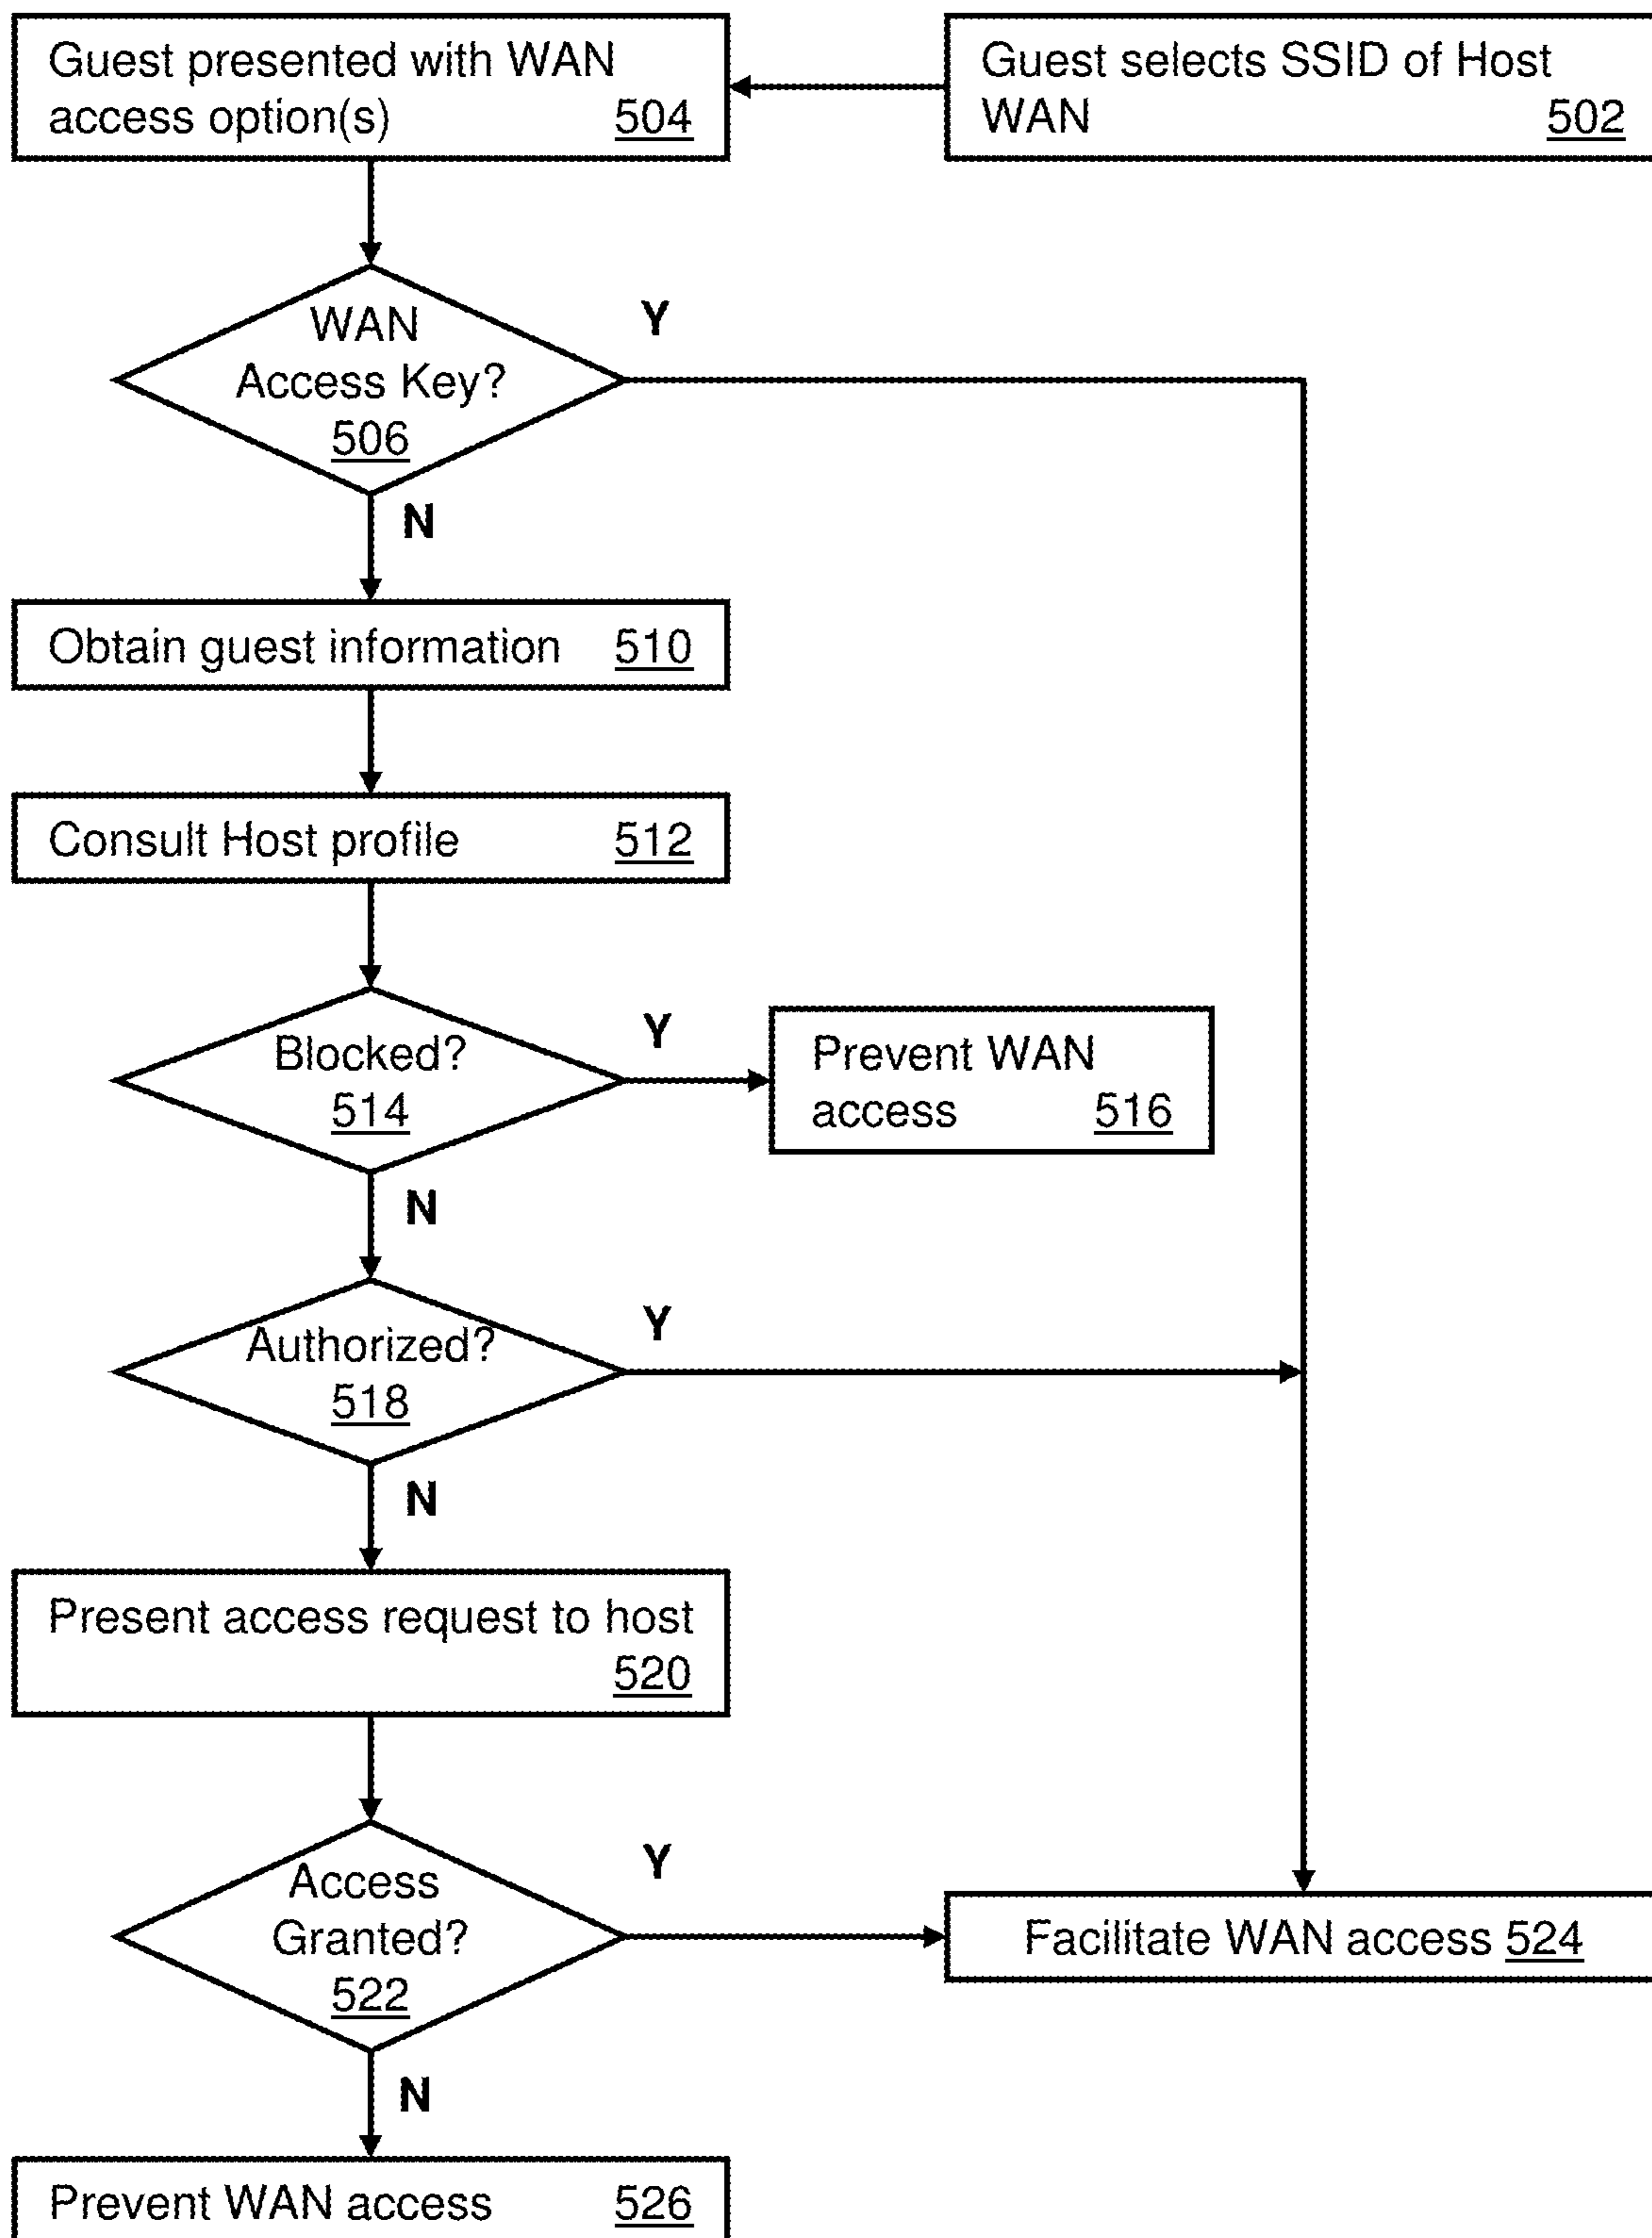 Guest selects SSID of Host
WAN 502
Guest presented with WAN
access option(s) 504
WAN
Access Key?
506
Y
N
Obtain guest information 510
Consult Host profile 512
Blocked?
514
Y
Prevent WAN
access 516
N
Authorized?
518
Y
N
Present access request to host
520
Access
Granted?
522
Y
Facilitate WAN access 524
N
Prevent WAN access 526